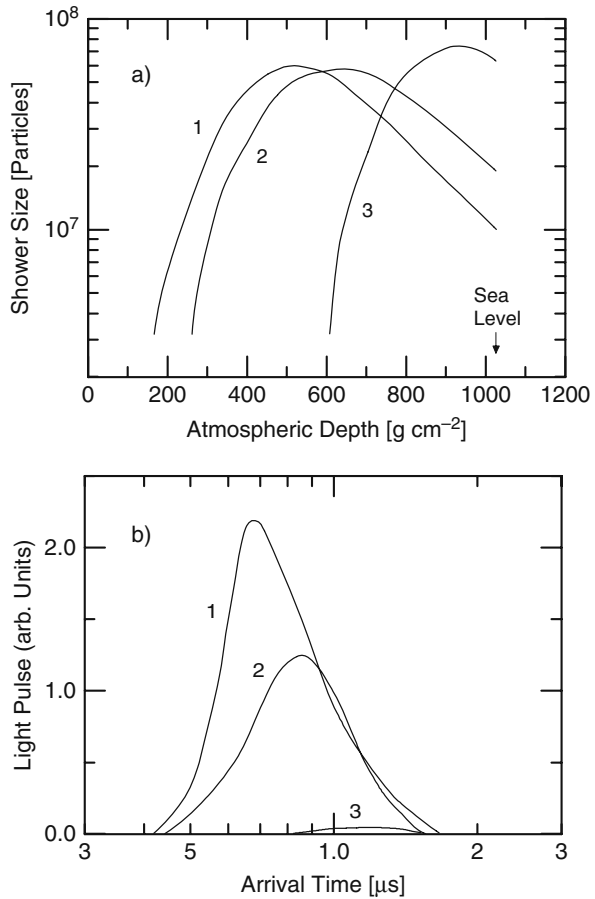 10⁸
a)
1
2
3
10⁷
Sea
Level
Shower Size [Particles]
0 200 400 600 800 1000 1200
Atmospheric Depth [g cm⁻²]
b)
2.0
1
2
1.0
3
0.0
Light Pulse (arb. Units)
3 5 1.0 2 3
Arrival Time [μs]